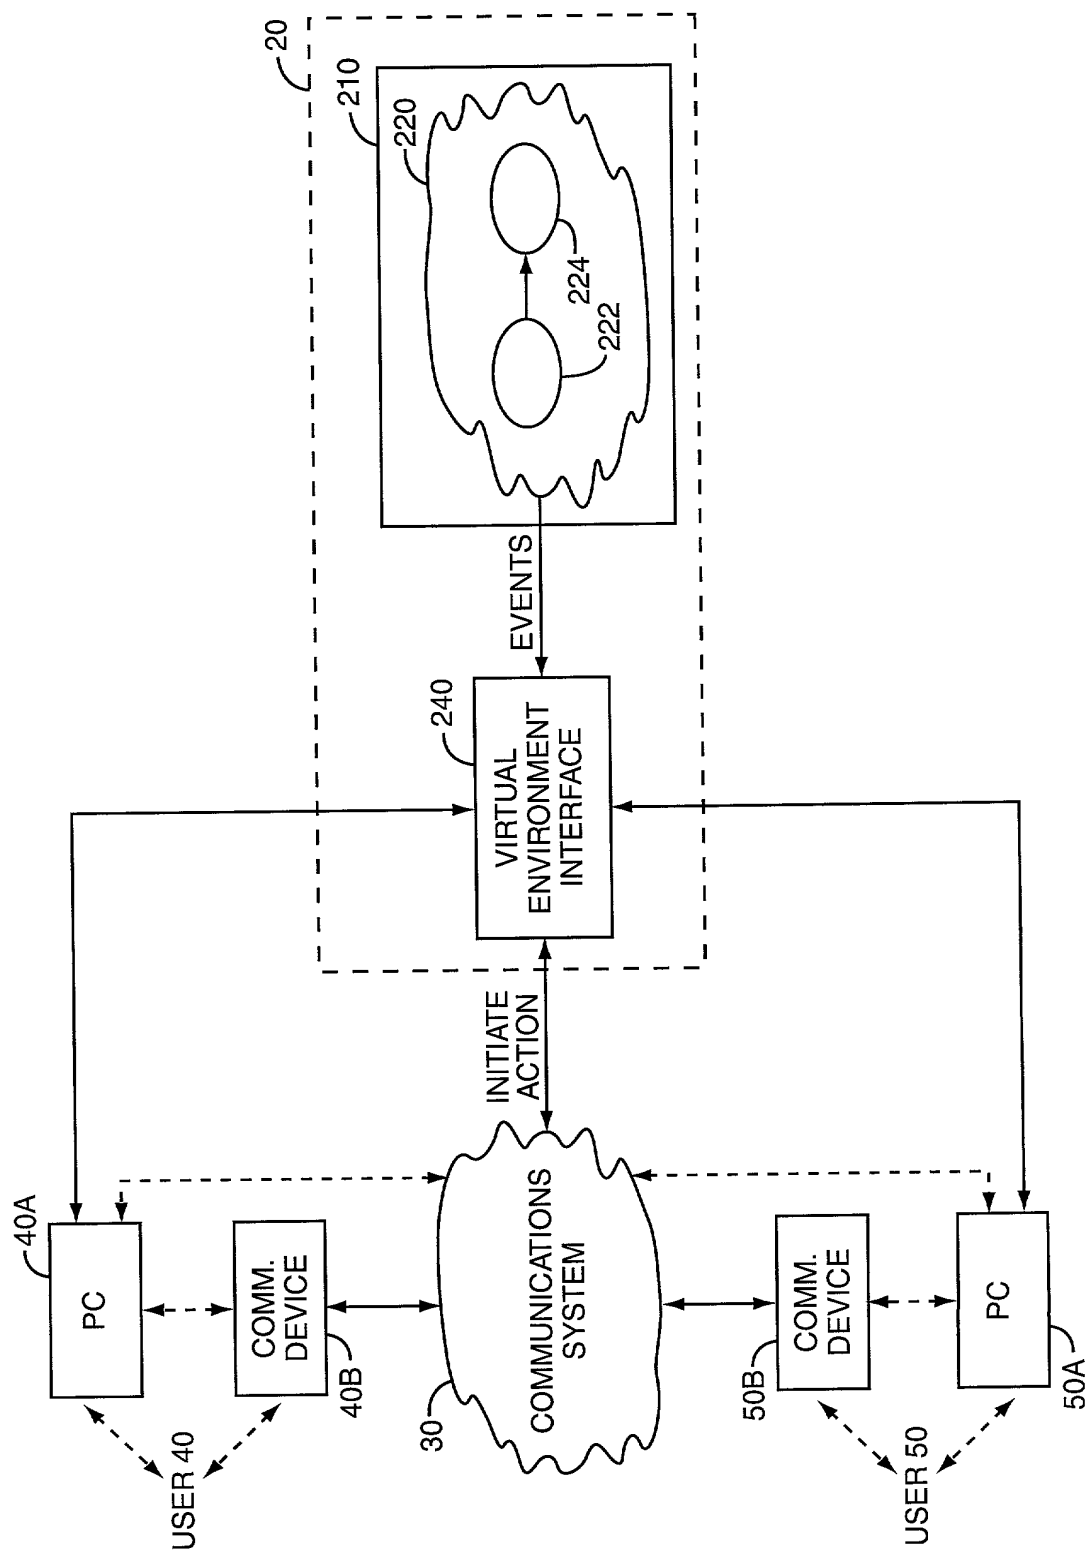 USER 40
40A
PC
COMM.
DEVICE
40B
30
COMMUNICATIONS
SYSTEM
INITIATE
ACTION
240
VIRTUAL
ENVIRONMENT
INTERFACE
EVENTS
20
210
220
222
224
USER 50
50B
COMM.
DEVICE
50A
PC